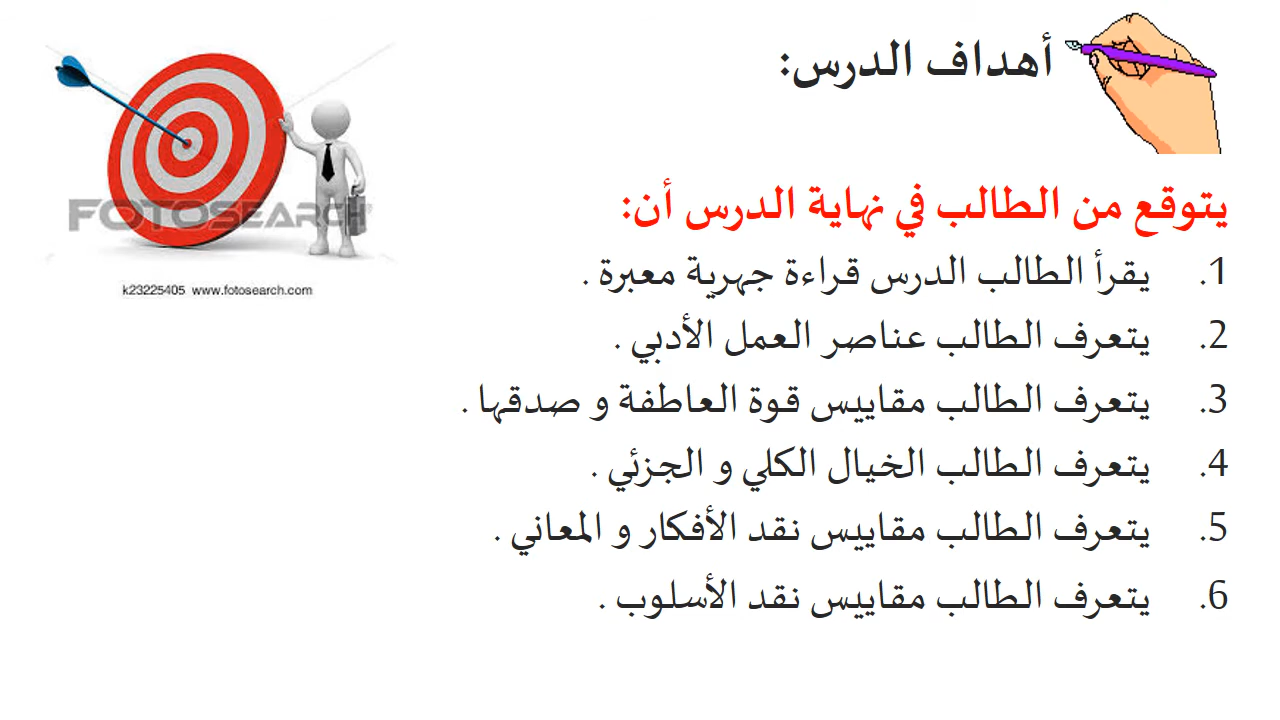 أهداف الدرس:
FOTOSEARCH®
k23225405 www.fotosearch.com
يتوقع من الطالب في نهاية الدرس أن:
1. يقرأ الطالب الدرس قراءة جهرية معبرة .
2. يتعرف الطالب عناصر العمل الأدبي .
3. يتعرف الطالب مقاييس قوة العاطفة و صدقها .
4. يتعرف الطالب الخيال الكلي و الجزئي .
5. يتعرف الطالب مقاييس نقد الأفكار و المعاني .
6. يتعرف الطالب مقاييس نقد الأسلوب .